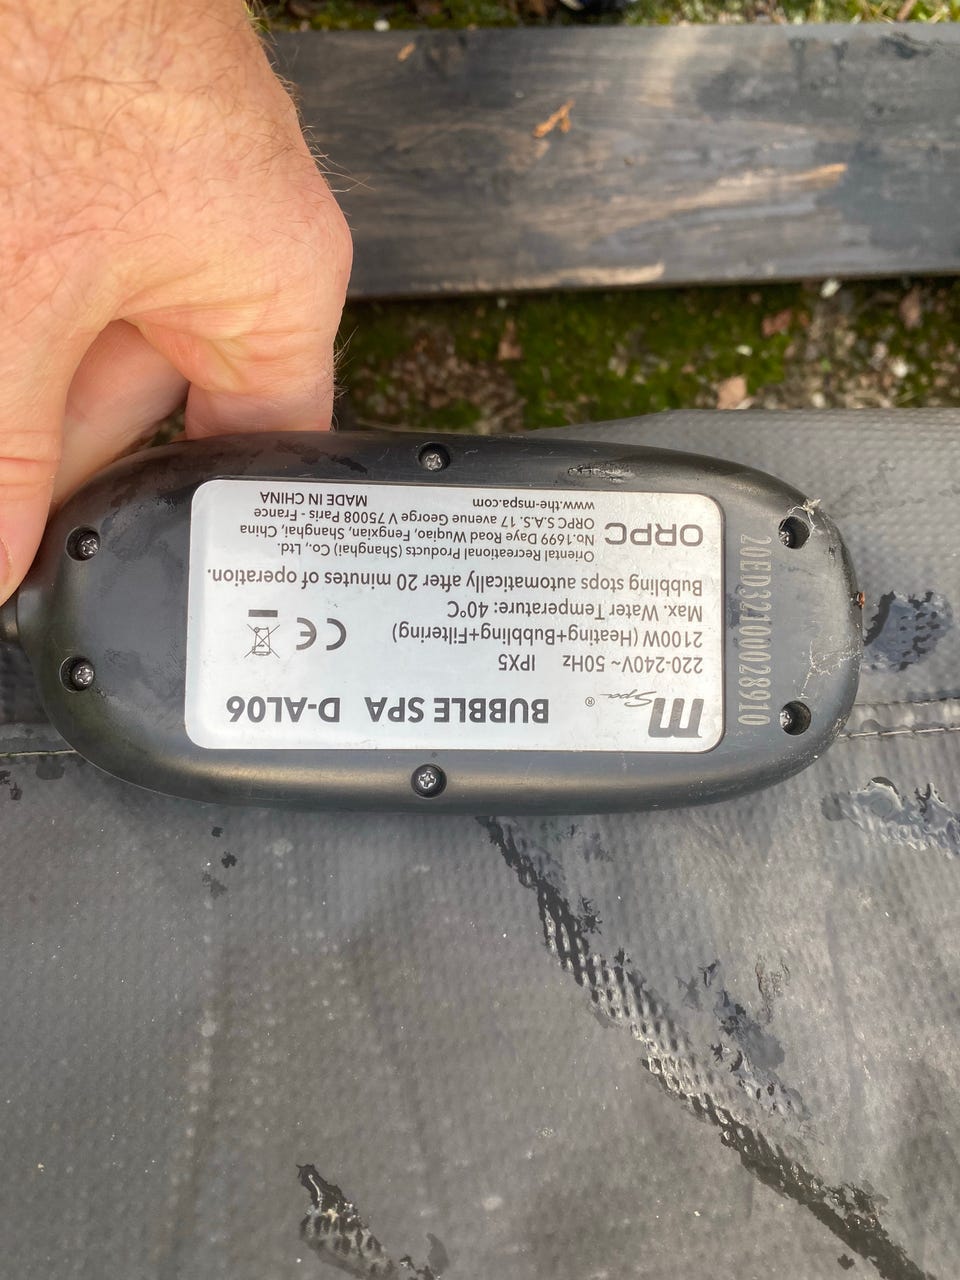 M Spa ® BUBBLE SPA D-AL06
220-240V~ 50Hz IPX5
2100W (Heating+Bubbling+Filtering)
Max. Water Temperature: 40°C
CE
Bubbling stops automatically after 20 minutes of operation.
ORPC
Oriental Recreational Products (Shanghai) Co., Ltd.
No.1699 Daye Road Wuqiao, Fengxian, Shanghai, China
ORPC S.A.S. 17 avenue George V 75008 Paris - France
www.the-mspa.com MADE IN CHINA
20ED321000028910